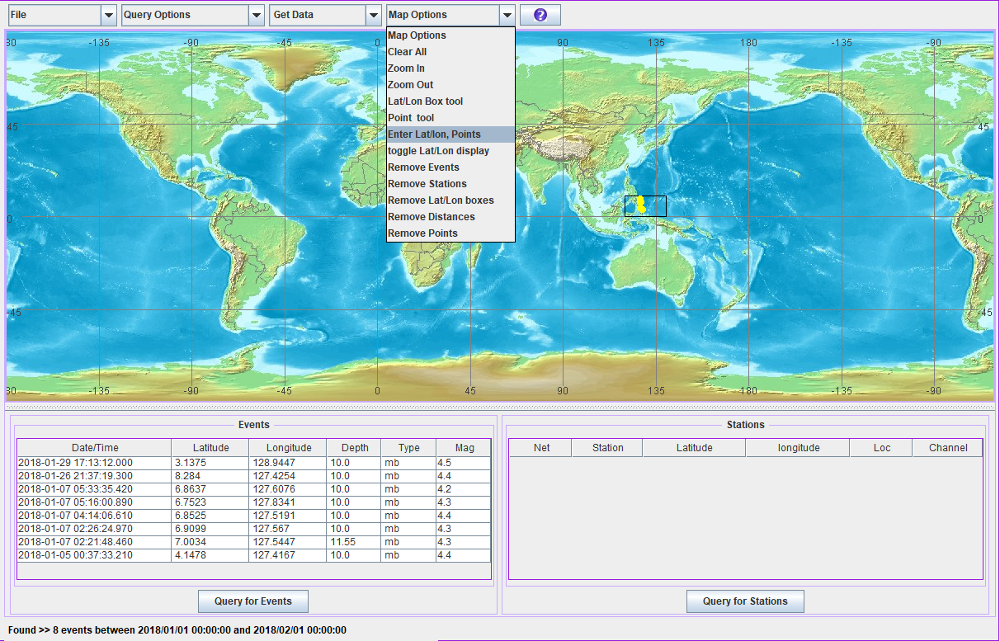 File Query Options Get Data Map Options ?
Map Options
Clear All
Zoom In
Zoom Out
Lat/Lon Box tool
Point tool
Enter Lat/lon, Points
toggle Lat/Lon display
Remove Events
Remove Stations
Remove Lat/Lon boxes
Remove Distances
Remove Points
80 -135 -90 -45 0 90 135 180 -135 -90
45 45
0 0
-45 -45
80 -135 -90 -45 0 45 90 135 180 -135 -90
Events
Date/Time Latitude Longitude Depth Type Mag
2018-01-29 17:13:12.000 3.1375 128.9447 10.0 mb 4.5
2018-01-26 21:37:19.300 8.284 127.4254 10.0 mb 4.4
2018-01-07 05:33:35.420 6.8637 127.6076 10.0 mb 4.2
2018-01-07 05:16:00.890 6.7523 127.8341 10.0 mb 4.3
2018-01-07 04:14:06.610 6.8525 127.5191 10.0 mb 4.4
2018-01-07 02:26:24.970 6.9099 127.567 10.0 mb 4.3
2018-01-07 02:21:48.460 7.0034 127.5447 11.55 mb 4.3
2018-01-05 00:37:33.210 4.1478 127.4167 10.0 mb 4.4
Query for Events
Stations
Net Station Latitude longitude Loc Channel
Query for Stations
Found >> 8 events between 2018/01/01 00:00:00 and 2018/02/01 00:00:00